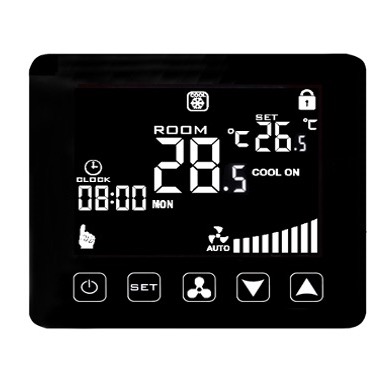 COOL
ROOM
28.5 °C
SET
26.5 °C
CLOCK
08:00 MON
COOL ON
AUTO
SET